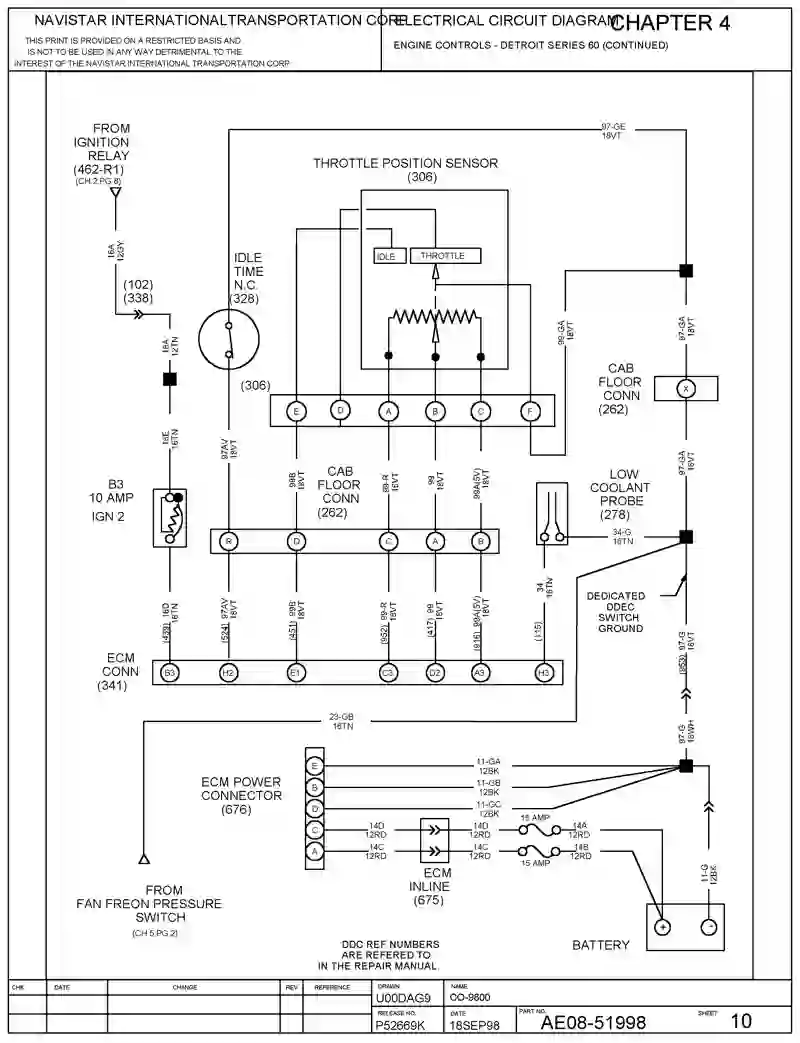 NAVISTAR INTERNATIONALTRANSPORTATION CORP
ELECTRICAL CIRCUIT DIAGRAM
CHAPTER 4
THIS PRINT IS PROVIDED ON A RESTRICTED BASIS AND
IS NOT TO BE USED IN ANY WAY DETRIMENTAL TO THE
INTEREST OF THE NAVISTAR INTERNATIONAL TRANSPORTATION CORP
ENGINE CONTROLS - DETROIT SERIES 60 (CONTINUED)
FROM
IGNITION
RELAY
(462-R1)
(CH.2,PG.8)
97-GE
18VT
THROTTLE POSITION SENSOR
(306)
16A
12GY
IDLE
THROTTLE
IDLE
TIME
N.C.
(328)
(102)
(338)
16A
12TN
99-GA
18VT
97-GA
18VT
CAB
FLOOR
CONN
(262)
X
(306)
E
D
A
B
C
F
16E
16TN
97AV
18VT
99B
18VT
CAB
FLOOR
CONN
(262)
99-R
18VT
99
18VT
99A(5V)
18VT
97-GA
18VT
LOW
COOLANT
PROBE
(278)
B3
10 AMP
IGN 2
R
D
C
A
B
34-G
16TN
DEDICATED
DDEC
SWITCH
GROUND
(439) 16D
16TN
(524) 97AV
18VT
(451) 99B
18VT
(952) 99-R
18VT
(417) 99
18VT
(916) 99A(5V)
18VT
(115) 34
16TN
(953) 97-G
18VT
ECM
CONN
(341)
B3
H2
E1
C3
D2
A3
H3
23-GB
16TN
97-G
18WH
ECM POWER
CONNECTOR
(676)
E
B
D
C
A
11-GA
12BK
11-GB
12BK
11-GC
12BK
14D
12RD
14D
12RD
15 AMP
14A
12RD
14C
12RD
14C
12RD
15 AMP
14B
12RD
11-G
12BK
ECM
INLINE
(675)
FROM
FAN FREON PRESSURE
SWITCH
(CH.5,PG.2)
BATTERY
+
-
DDC REF NUMBERS
ARE REFERED TO
IN THE REPAIR MANUAL.
CHK
DATE
CHANGE
REV
REFERENCE
DRAWN
U00DAG9
NAME
CO-9800
RELEASE NO.
P52669K
DATE
18SEP98
PART NO.
AE08-51998
SHEET
10